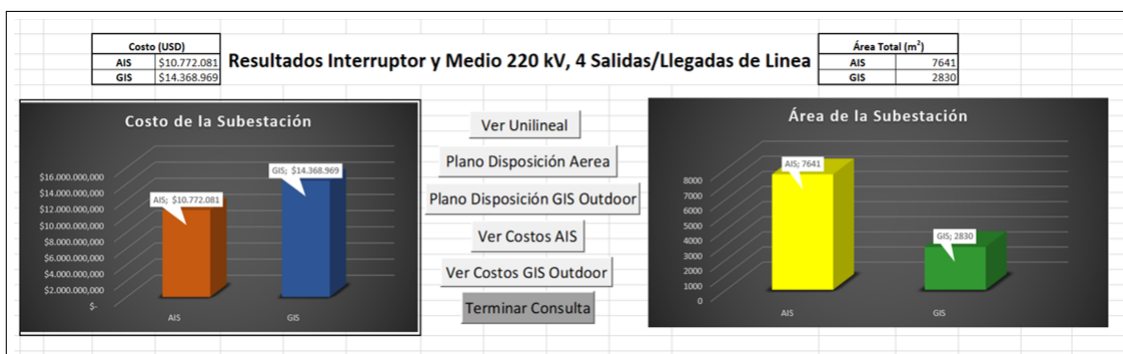 Costo (USD)
AIS $10.772.081
GIS $14.368.969
Resultados Interruptor y Medio 220 kV, 4 Salidas/Llegadas de Linea
Área Total (m²)
AIS 7641
GIS 2830
Costo de la Subestación
$16.000.000,000
$14.000.000,000
$12.000.000,000
$10.000.000,000
$8.000.000,000
$6.000.000,000
$4.000.000,000
$2.000.000,000
$-
AIS; $10.772.081
GIS; $14.368.969
AIS
GIS
Ver Unilineal
Plano Disposición Aerea
Plano Disposición GIS Outdoor
Ver Costos AIS
Ver Costos GIS Outdoor
Terminar Consulta
Área de la Subestación
8000
7000
6000
5000
4000
3000
2000
1000
0
AIS; 7641
GIS; 2830
AIS
GIS